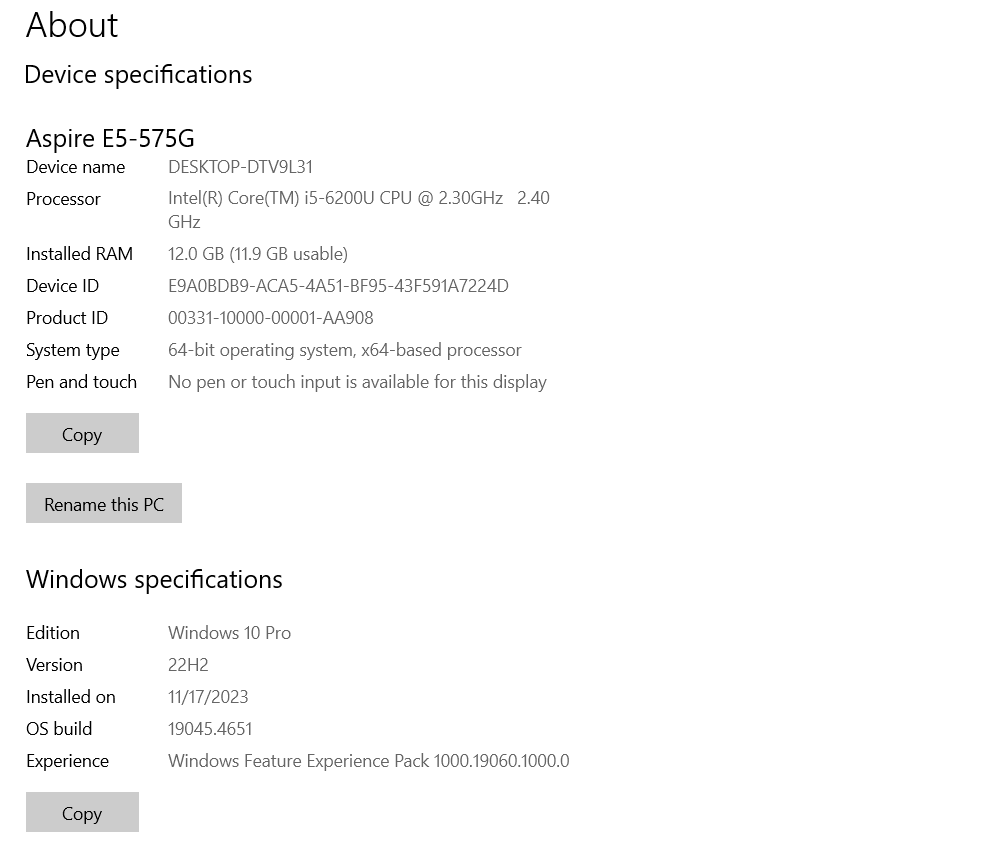 About
Device specifications
Aspire E5-575G
Device name DESKTOP-DTV9L31
Processor Intel(R) Core(TM) i5-6200U CPU @ 2.30GHz 2.40
GHz
Installed RAM 12.0 GB (11.9 GB usable)
Device ID E9A0BDB9-ACA5-4A51-BF95-43F591A7224D
Product ID 00331-10000-00001-AA908
System type 64-bit operating system, x64-based processor
Pen and touch No pen or touch input is available for this display
Copy
Rename this PC
Windows specifications
Edition Windows 10 Pro
Version 22H2
Installed on 11/17/2023
OS build 19045.4651
Experience Windows Feature Experience Pack 1000.19060.1000.0
Copy